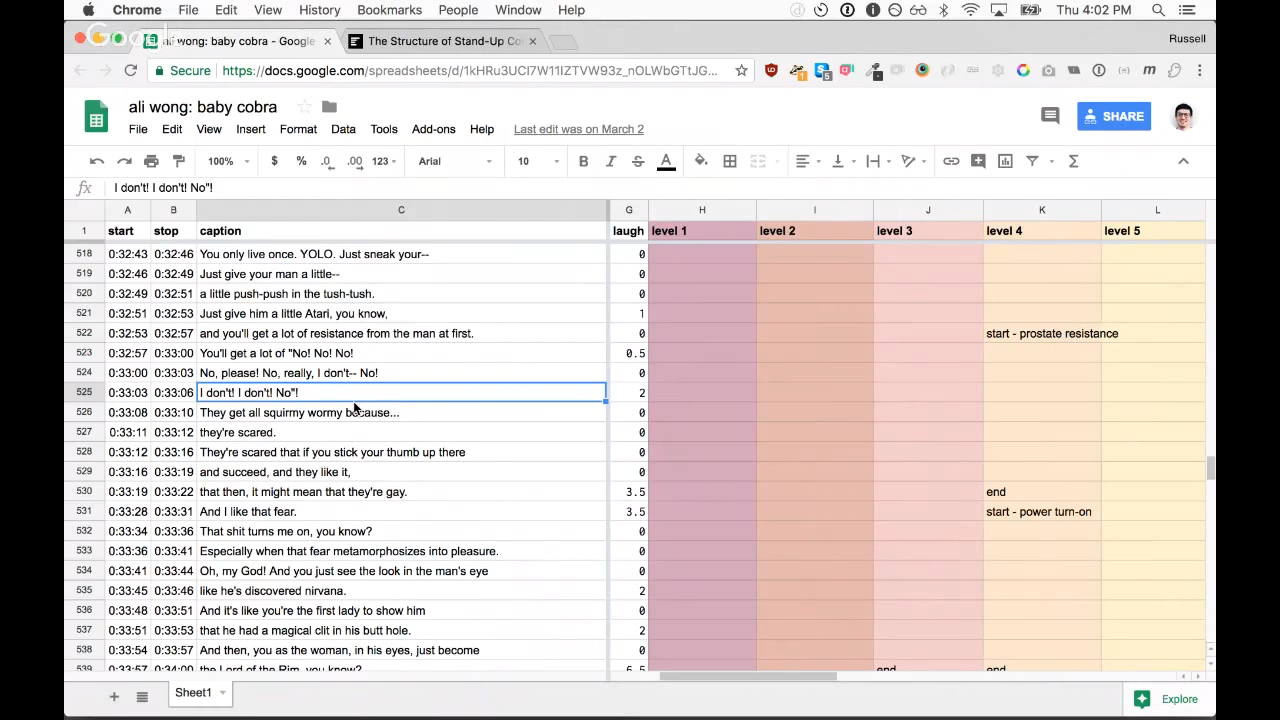 Chrome File Edit View History Bookmarks People Window Help Thu 4:02 PM
ali wong: baby cobra - Google × The Structure of Stand-Up Co × Russell
Secure https://docs.google.com/spreadsheets/d/1kHRu3UCI7W11IZTVW93z_nOLWbGTtJG...
ali wong: baby cobra
File Edit View Insert Format Data Tools Add-ons Help Last edit was on March 2 SHARE
100% $ % .0 .00 123 Arial 10 B I S A Σ
fx I don't! I don't! No"!
A B C G H I J K L
1 start stop caption laugh level 1 level 2 level 3 level 4 level 5
518 0:32:43 0:32:46 You only live once. YOLO. Just sneak your-- 0
519 0:32:46 0:32:49 Just give your man a little-- 0
520 0:32:49 0:32:51 a little push-push in the tush-tush. 0
521 0:32:51 0:32:53 Just give him a little Atari, you know, 1
522 0:32:53 0:32:57 and you'll get a lot of resistance from the man at first. 0 start - prostate resistance
523 0:32:57 0:33:00 You'll get a lot of "No! No! No! 0.5
524 0:33:00 0:33:03 No, please! No, really, I don't-- No! 0
525 0:33:03 0:33:06 I don't! I don't! No"! 2
526 0:33:08 0:33:10 They get all squirmy wormy because... 0
527 0:33:11 0:33:12 they're scared. 0
528 0:33:12 0:33:16 They're scared that if you stick your thumb up there 0
529 0:33:16 0:33:19 and succeed, and they like it, 0
530 0:33:19 0:33:22 that then, it might mean that they're gay. 3.5 end
531 0:33:28 0:33:31 And I like that fear. 3.5 start - power turn-on
532 0:33:34 0:33:36 That shit turns me on, you know? 0
533 0:33:36 0:33:41 Especially when that fear metamorphosizes into pleasure. 0
534 0:33:41 0:33:44 Oh, my God! And you just see the look in the man's eye 0
535 0:33:45 0:33:46 like he's discovered nirvana. 2
536 0:33:48 0:33:51 And it's like you're the first lady to show him 0
537 0:33:51 0:33:53 that he had a magical clit in his butt hole. 2
538 0:33:54 0:33:57 And then, you as the woman, in his eyes, just become 0
539 0:33:57 0:34:00 the Lord of the Rim, you know? 6.5 end end
+ Sheet1 Explore